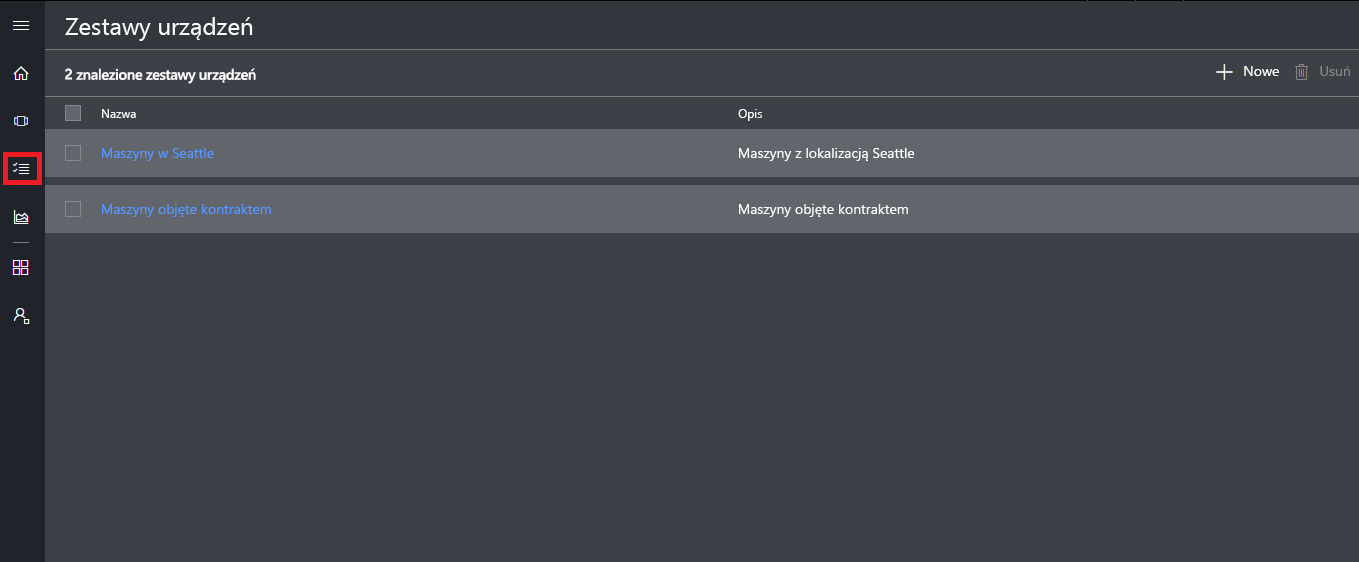 Zestawy urządzeń
2 znalezione zestawy urządzeń
Nowe
Usuń
Nazwa
Opis
Maszyny w Seattle
Maszyny z lokalizacją Seattle
Maszyny objęte kontraktem
Maszyny objęte kontraktem